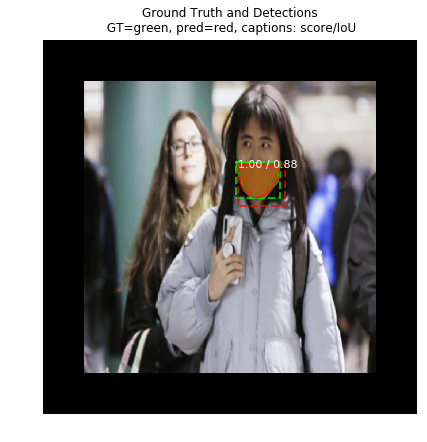 Ground Truth and Detections
GT=green, pred=red, captions: score/IoU
1.00 / 0.88